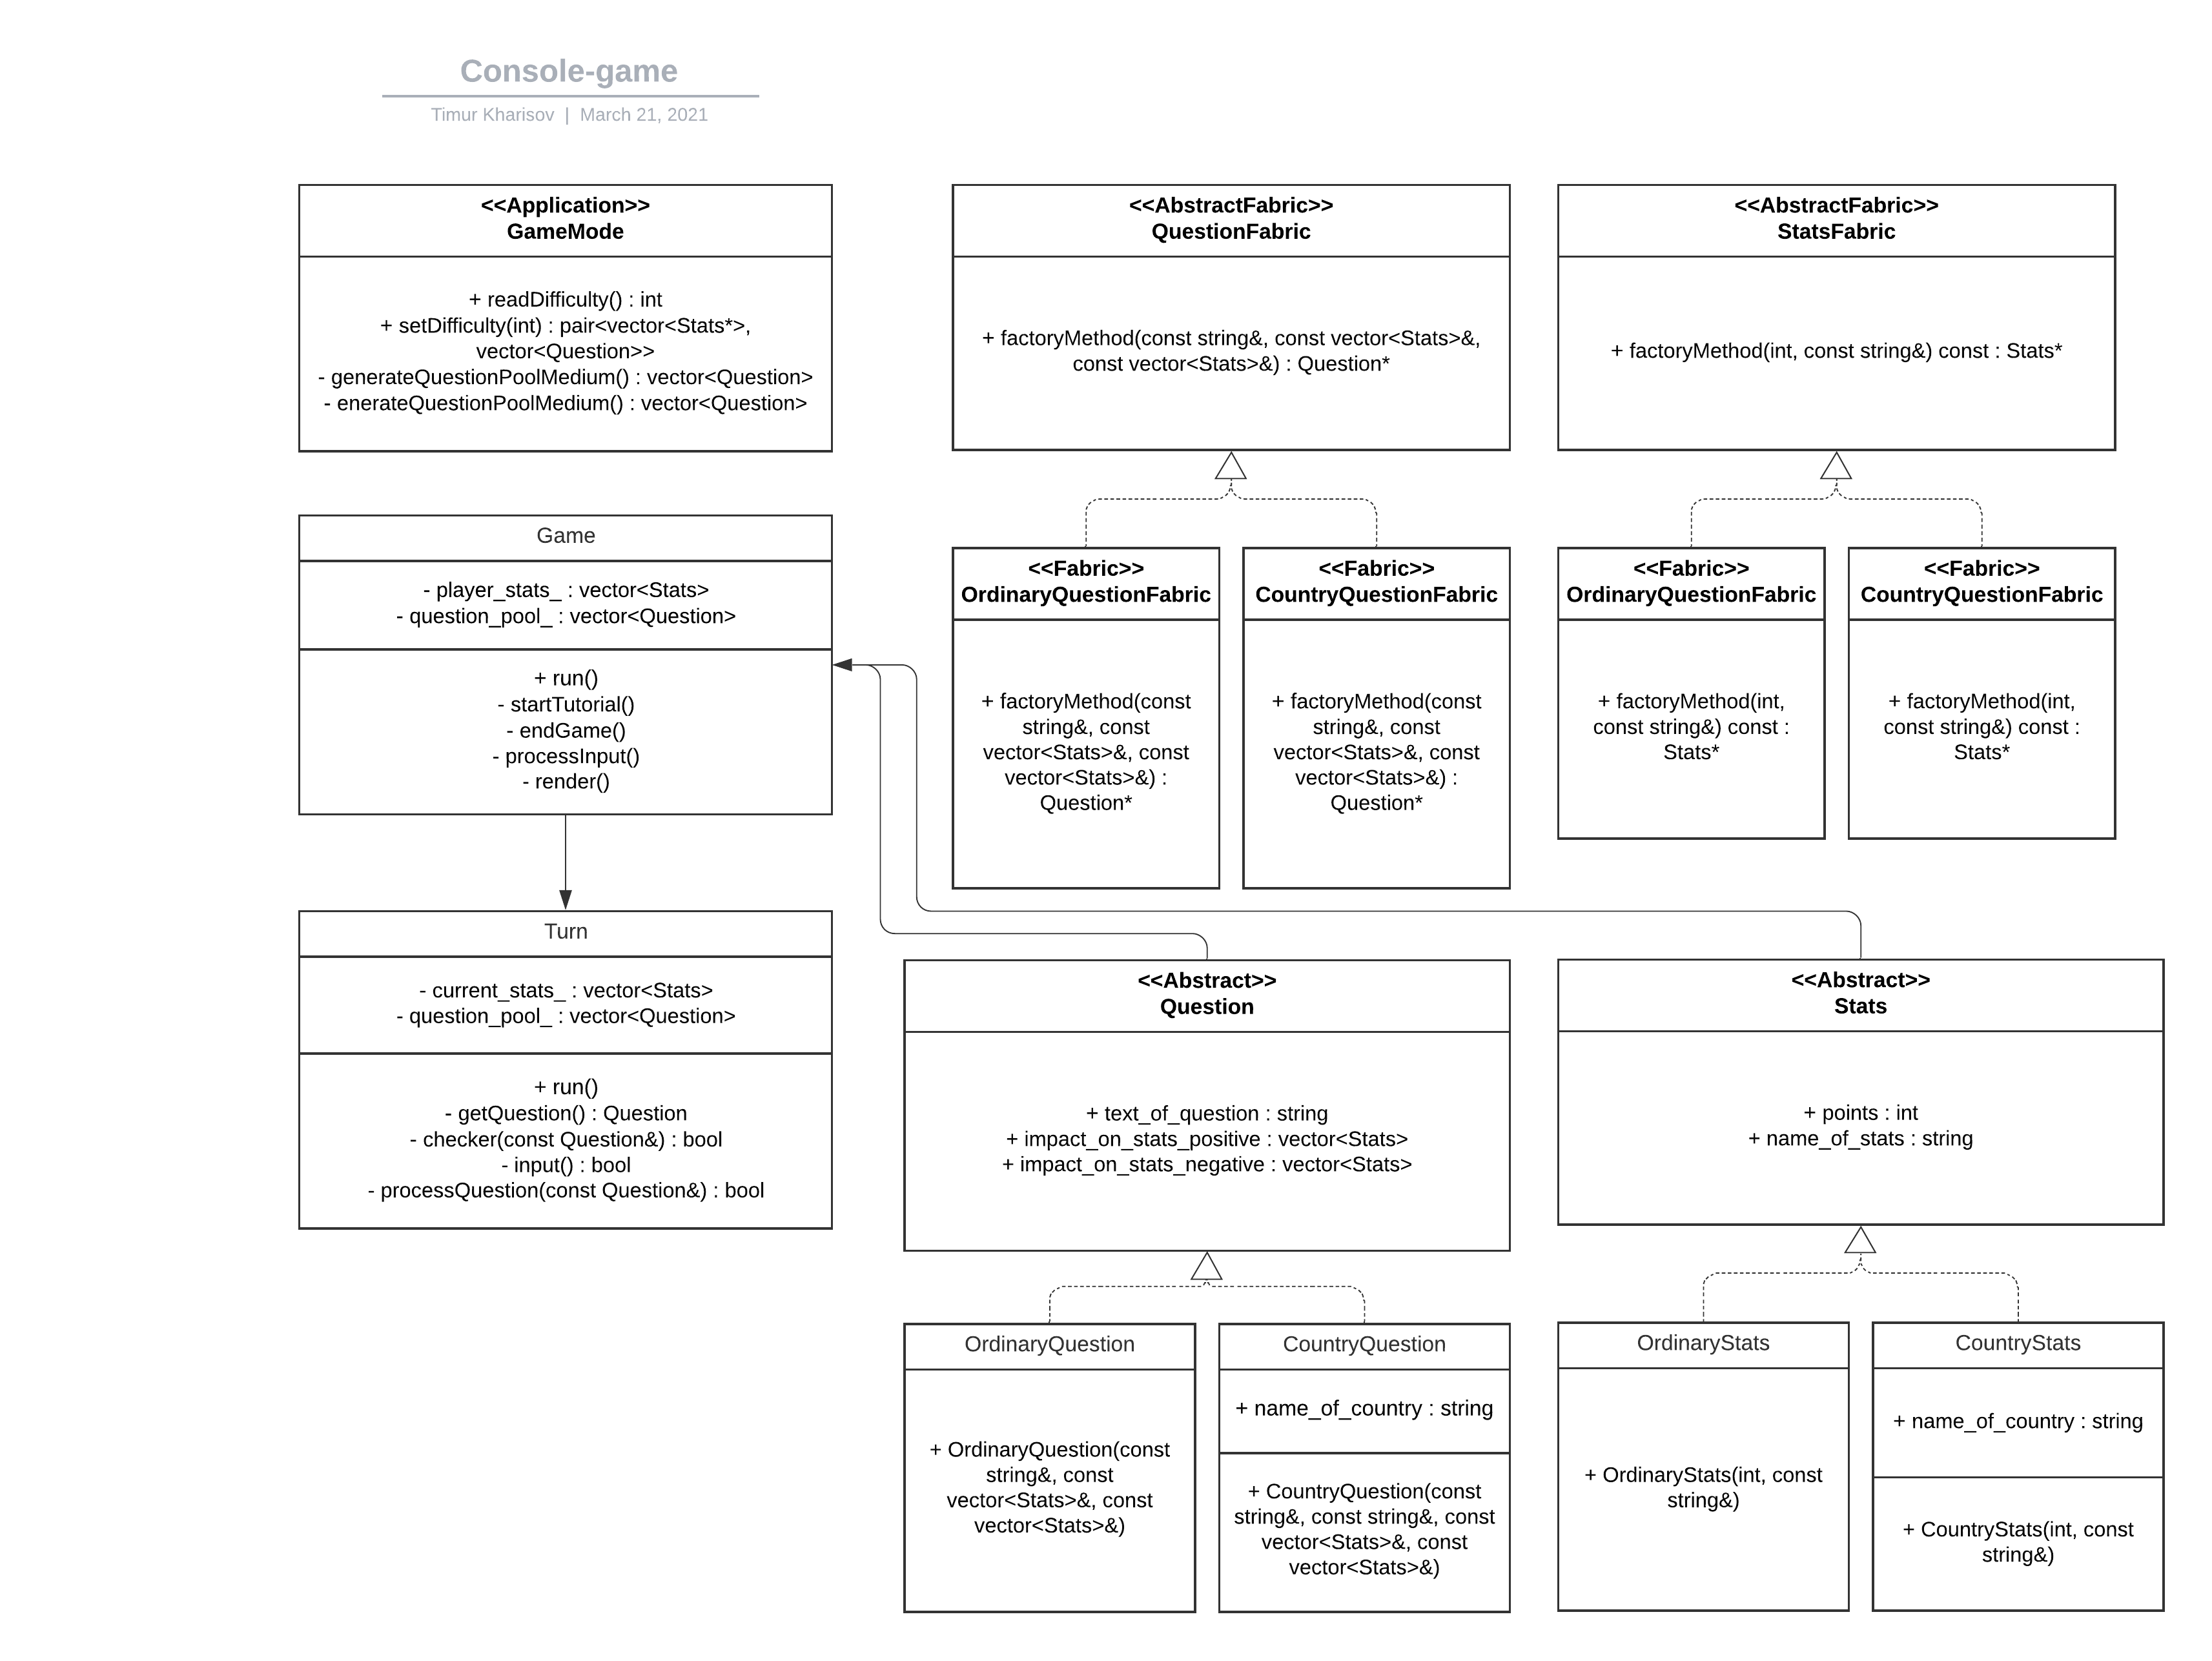 Console-game
Timur Kharisov | March 21, 2021
<<Application>>
GameMode
+ readDifficulty() : int
+ setDifficulty(int) : pair<vector<Stats*>,
vector<Question>>
- generateQuestionPoolMedium() : vector<Question>
- enerateQuestionPoolMedium() : vector<Question>
<<AbstractFabric>>
QuestionFabric
+ factoryMethod(const string&, const vector<Stats>&,
const vector<Stats>&) : Question*
<<AbstractFabric>>
StatsFabric
+ factoryMethod(int, const string&) const : Stats*
Game
- player_stats_ : vector<Stats>
- question_pool_ : vector<Question>
+ run()
- startTutorial()
- endGame()
- processInput()
- render()
<<Fabric>>
OrdinaryQuestionFabric
+ factoryMethod(const
string&, const
vector<Stats>&, const
vector<Stats>&) :
Question*
<<Fabric>>
CountryQuestionFabric
+ factoryMethod(const
string&, const
vector<Stats>&, const
vector<Stats>&) :
Question*
<<Fabric>>
OrdinaryQuestionFabric
+ factoryMethod(int,
const string&) const :
Stats*
<<Fabric>>
CountryQuestionFabric
+ factoryMethod(int,
const string&) const :
Stats*
Turn
- current_stats_ : vector<Stats>
- question_pool_ : vector<Question>
+ run()
- getQuestion() : Question
- checker(const Question&) : bool
- input() : bool
- processQuestion(const Question&) : bool
<<Abstract>>
Question
+ text_of_question : string
+ impact_on_stats_positive : vector<Stats>
+ impact_on_stats_negative : vector<Stats>
<<Abstract>>
Stats
+ points : int
+ name_of_stats : string
OrdinaryQuestion
+ OrdinaryQuestion(const
string&, const
vector<Stats>&, const
vector<Stats>&)
CountryQuestion
+ name_of_country : string
+ CountryQuestion(const
string&, const string&, const
vector<Stats>&, const
vector<Stats>&)
OrdinaryStats
+ OrdinaryStats(int, const
string&)
CountryStats
+ name_of_country : string
+ CountryStats(int, const
string&)